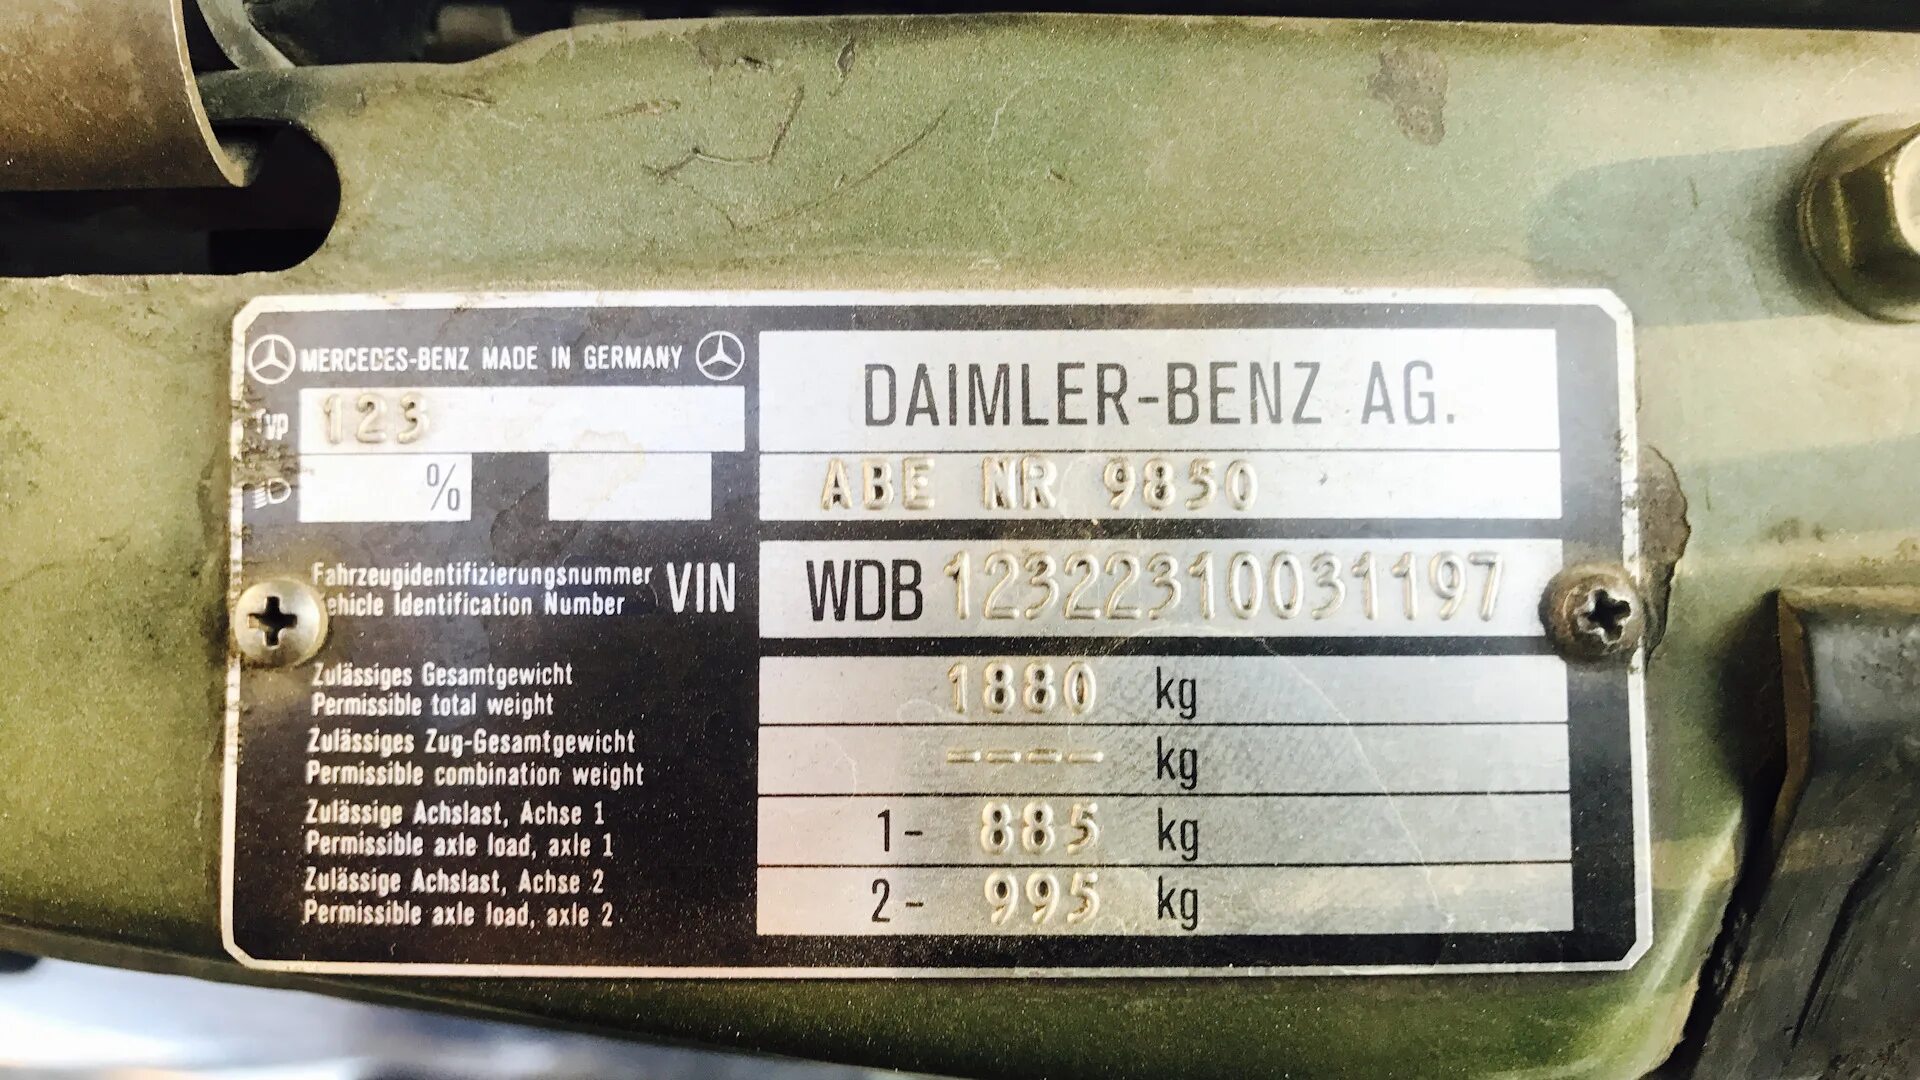 MERCEDES-BENZ MADE IN GERMANY
DAIMLER-BENZ AG.
Typ 123
ABE NR 9850
%
Fahrzeugidentifizierungsnummer
Vehicle Identification Number
VIN
WDB 12322310031197
Zulässiges Gesamtgewicht
Permissible total weight
1880 kg
Zulässiges Zug-Gesamtgewicht
Permissible combination weight
---- kg
Zulässige Achslast, Achse 1
Permissible axle load, axle 1
1- 885 kg
Zulässige Achslast, Achse 2
Permissible axle load, axle 2
2- 995 kg